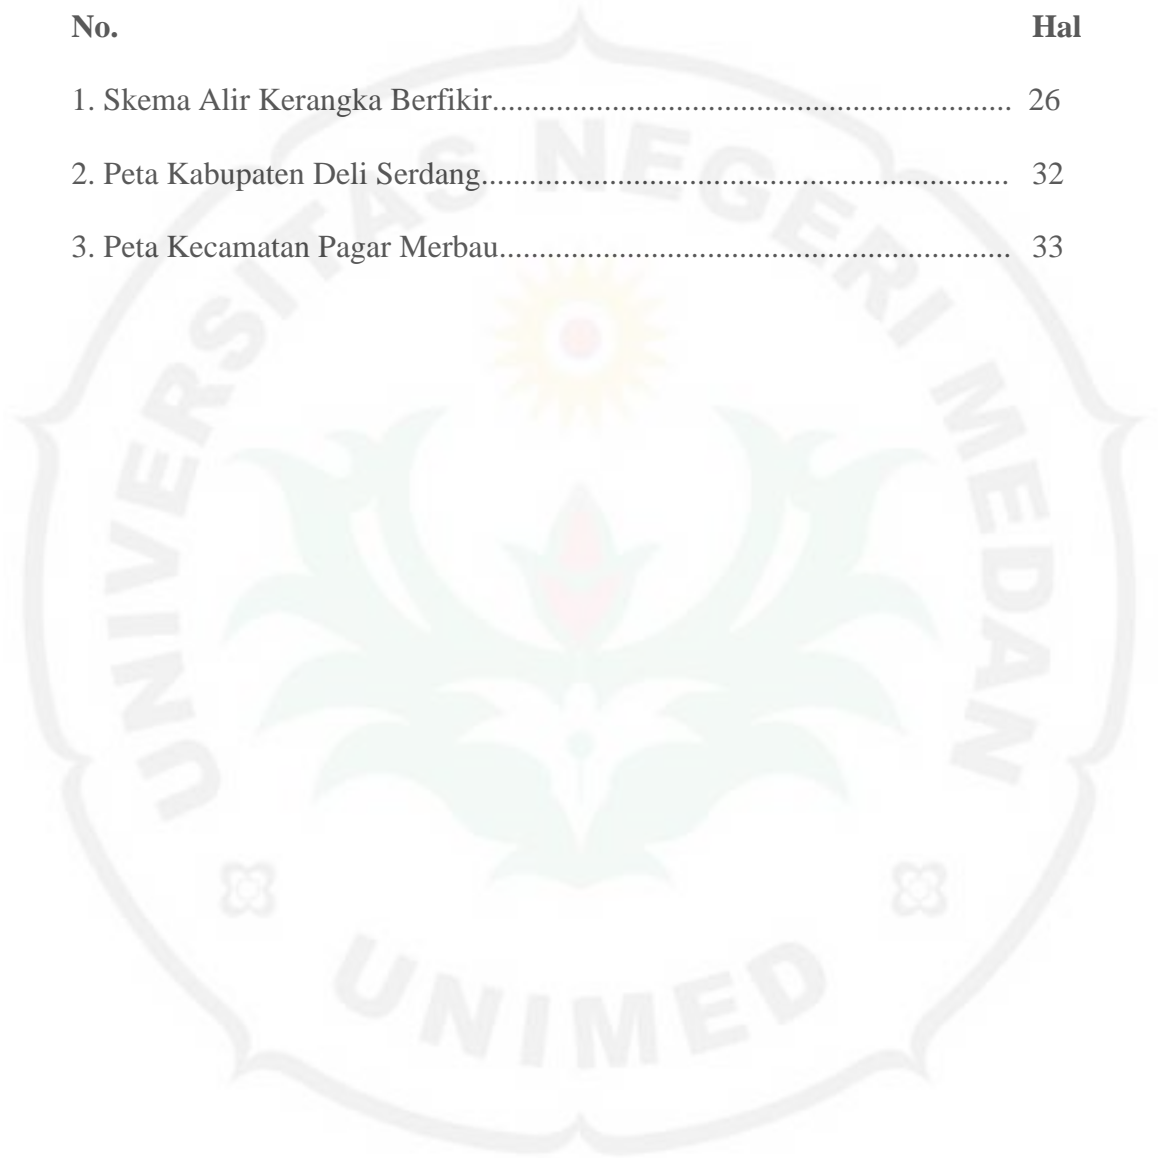 No. Hal
1. Skema Alir Kerangka Berfikir................................................................ 26
2. Peta Kabupaten Deli Serdang................................................................. 32
3. Peta Kecamatan Pagar Merbau............................................................... 33
UNIVERSITAS NEGERI MEDAN
UNIMED